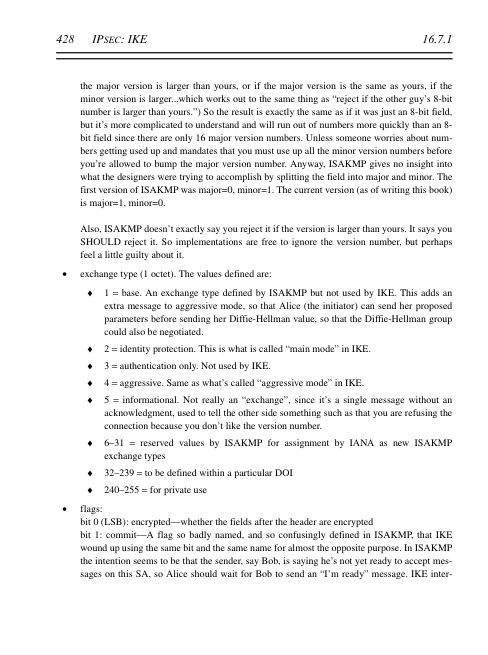 428 IPSEC: IKE 16.7.1
the major version is larger than yours, or if the major version is the same as yours, if the
minor version is larger...which works out to the same thing as “reject if the other guy’s 8-bit
number is larger than yours.”) So the result is exactly the same as if it was just an 8-bit field,
but it’s more complicated to understand and will run out of numbers more quickly than an 8-
bit field since there are only 16 major version numbers. Unless someone worries about num-
bers getting used up and mandates that you must use up all the minor version numbers before
you’re allowed to bump the major version number. Anyway, ISAKMP gives no insight into
what the designers were trying to accomplish by splitting the field into major and minor. The
first version of ISAKMP was major=0, minor=1. The current version (as of writing this book)
is major=1, minor=0.
Also, ISAKMP doesn’t exactly say you reject it if the version is larger than yours. It says you
SHOULD reject it. So implementations are free to ignore the version number, but perhaps
feel a little guilty about it.
• exchange type (1 octet). The values defined are:
♦ 1 = base. An exchange type defined by ISAKMP but not used by IKE. This adds an
extra message to aggressive mode, so that Alice (the initiator) can send her proposed
parameters before sending her Diffie-Hellman value, so that the Diffie-Hellman group
could also be negotiated.
♦ 2 = identity protection. This is what is called “main mode” in IKE.
♦ 3 = authentication only. Not used by IKE.
♦ 4 = aggressive. Same as what’s called “aggressive mode” in IKE.
♦ 5 = informational. Not really an “exchange”, since it’s a single message without an
acknowledgment, used to tell the other side something such as that you are refusing the
connection because you don’t like the version number.
♦ 6–31 = reserved values by ISAKMP for assignment by IANA as new ISAKMP
exchange types
♦ 32–239 = to be defined within a particular DOI
♦ 240–255 = for private use
• flags:
bit 0 (LSB): encrypted—whether the fields after the header are encrypted
bit 1: commit—A flag so badly named, and so confusingly defined in ISAKMP, that IKE
wound up using the same bit and the same name for almost the opposite purpose. In ISAKMP
the intention seems to be that the sender, say Bob, is saying he’s not yet ready to accept mes-
sages on this SA, so Alice should wait for Bob to send an “I’m ready” message. IKE inter-